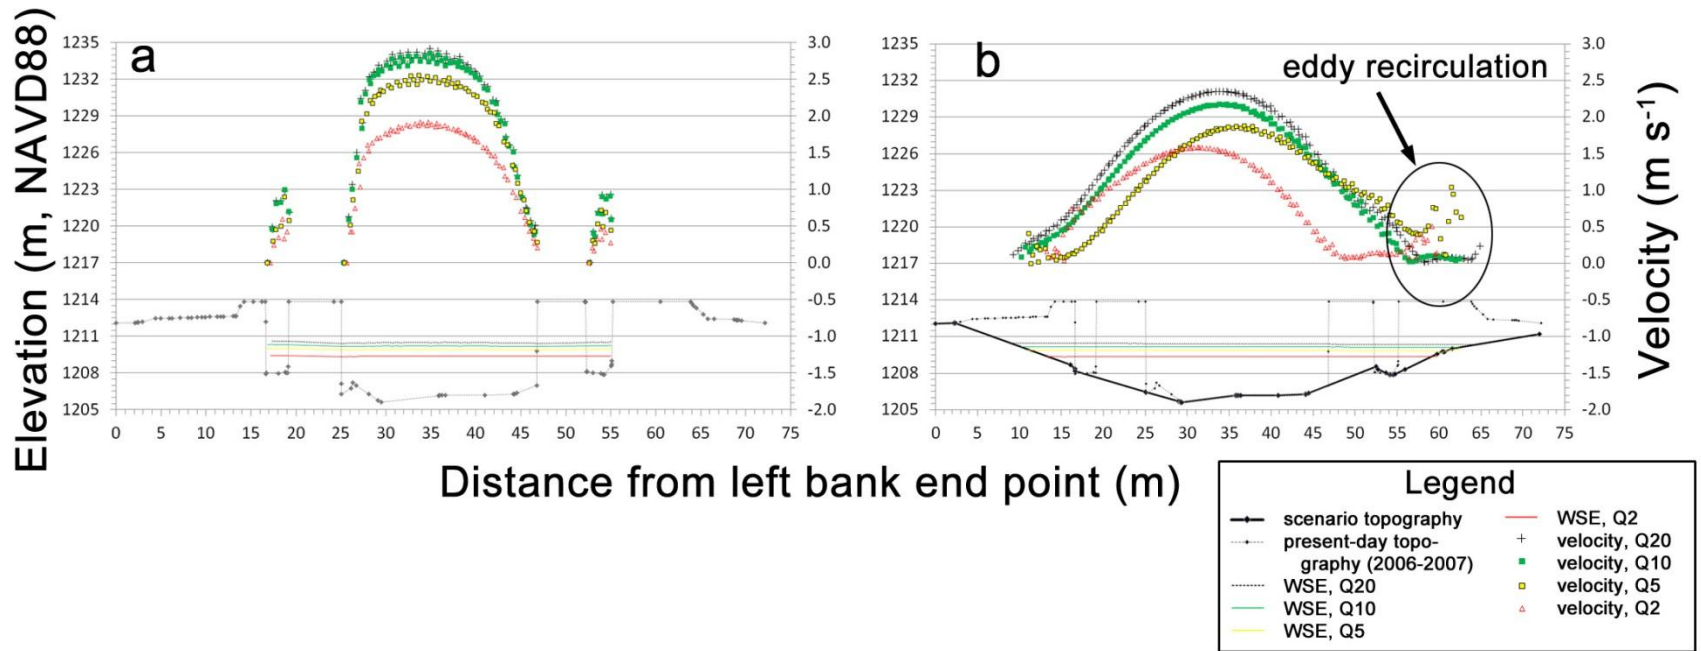 Elevation (m, NAVD88)
a
1235
1232
1229
1226
1223
1220
1217
1214
1211
1208
1205
3.0
2.5
2.0
1.5
1.0
0.5
0.0
-0.5
-1.0
-1.5
-2.0
0 5 10 15 20 25 30 35 40 45 50 55 60 65 70 75
b
eddy recirculation
1235
1232
1229
1226
1223
1220
1217
1214
1211
1208
1205
3.0
2.5
2.0
1.5
1.0
0.5
0.0
-0.5
-1.0
-1.5
-2.0
0 5 10 15 20 25 30 35 40 45 50 55 60 65 70 75
Velocity (m s-1)
Distance from left bank end point (m)
Legend
scenario topography
present-day topo-
graphy (2006-2007)
WSE, Q20
WSE, Q10
WSE, Q5
WSE, Q2
velocity, Q20
velocity, Q10
velocity, Q5
velocity, Q2